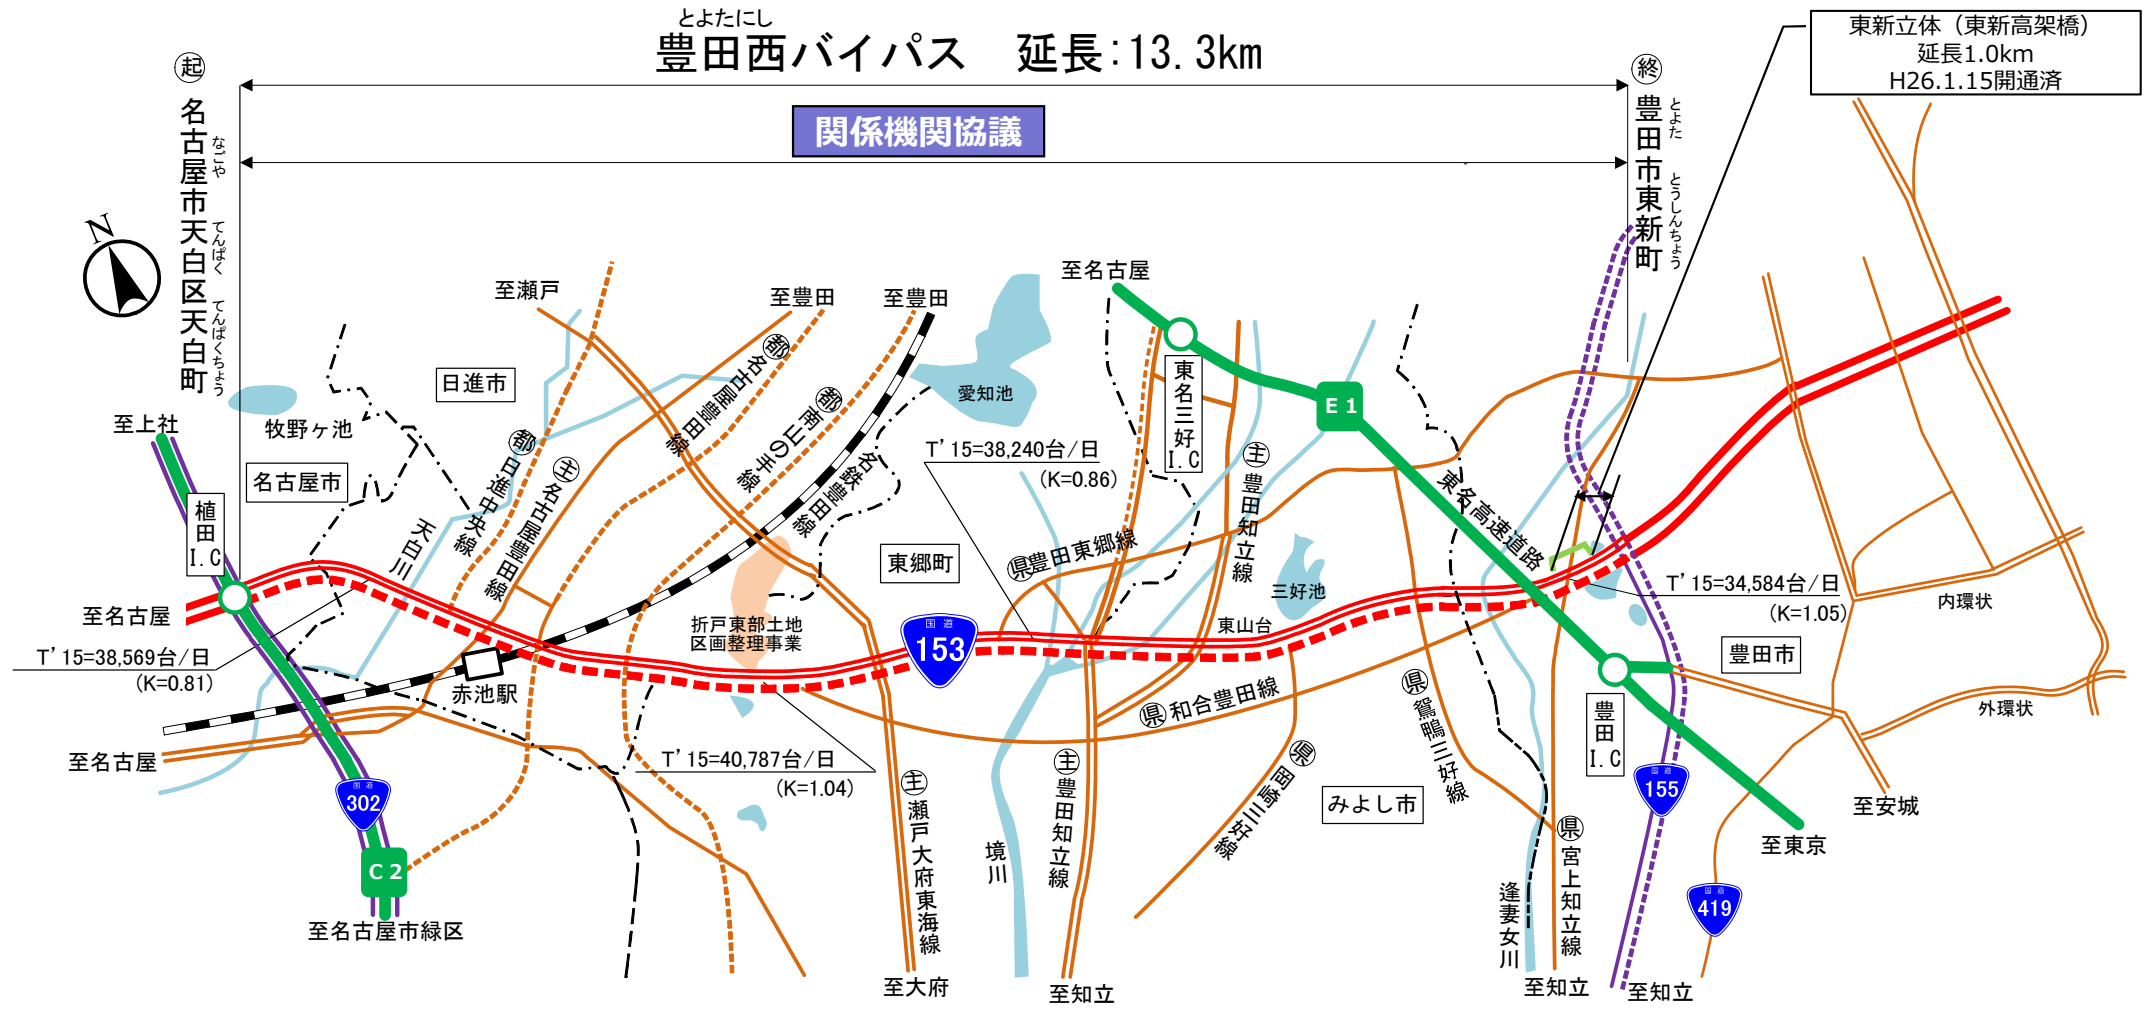 とよたにし
豊田西バイパス　延長:13.3km
東新立体（東新高架橋）
延長1.0km
H26.1.15開通済
起
名古屋市天白区天白町
なごや
てんぱく
てんぱくちょう
関係機関協議
終
豊田市東新町
とよた
とうしんちょう
N
至瀬戸
至豊田
至豊田
至名古屋
日進市
愛知池
牧野ヶ池
至上社
名古屋市
植田
I.C
天白川
都 日進中央線
主 名古屋豊田線
都 名古屋豊田線
都 南山の手線
名鉄豊田線
T'15=38,240台/日
(K=0.86)
東名三好
I.C
E1
主 豊田知立線
東名高速道路
東郷町
県 豊田東郷線
三好池
T'15=34,584台/日
(K=1.05)
内環状
至名古屋
折戸東部土地
区画整理事業
国道
153
東山台
T'15=38,569台/日
(K=0.81)
赤池駅
豊田市
県 和合豊田線
県 鴛鴨三好線
外環状
豊田
I.C
至名古屋
T'15=40,787台/日
(K=1.04)
国道
302
主 瀬戸大府東海線
主 豊田知立線
県 岡崎三好線
みよし市
国道
155
至安城
至東京
C2
境川
県 宮上知立線
逢妻女川
国道
419
至名古屋市緑区
至大府
至知立
至知立
至知立